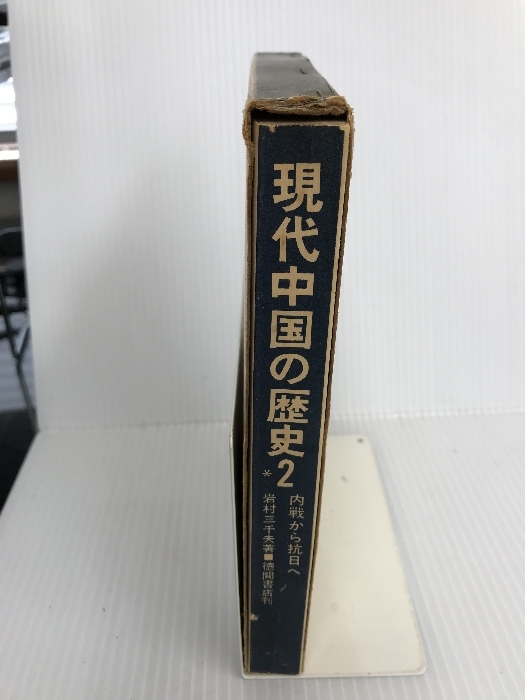 現代中国の歴史2
*内戦から抗日へ
岩村三千夫著■徳間書店刊